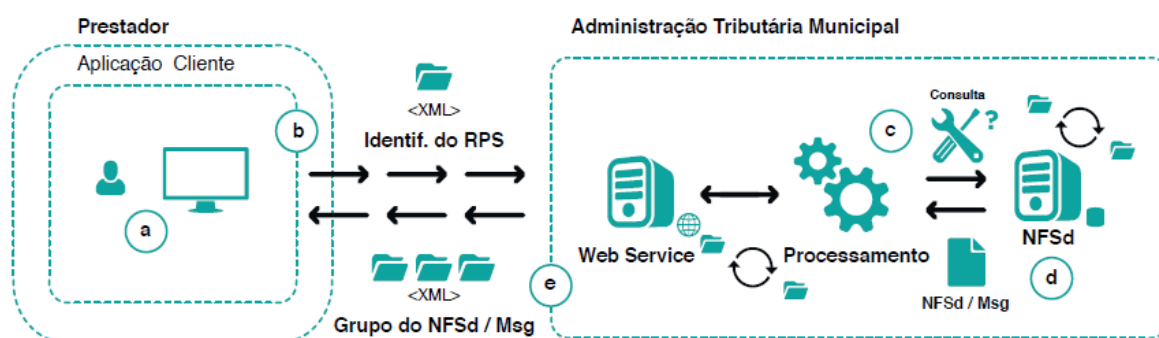 Prestador
Administração Tributária Municipal
Aplicação Cliente
<XML>
Identif. do RPS
b
a
Consulta
?
c
Web Service
Processamento
NFSd
d
NFSd / Msg
e
<XML>
Grupo do NFSd / Msg